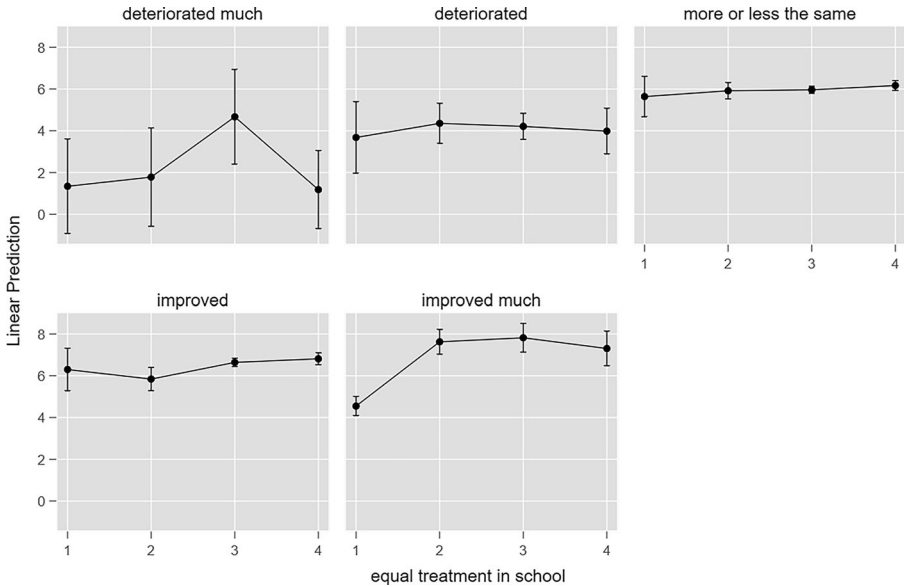 deteriorated much
deteriorated
more or less the same
8
6
4
2
0
1 2 3 4
improved
improved much
8
6
4
2
0
1 2 3 4
1 2 3 4
Linear Prediction
equal treatment in school